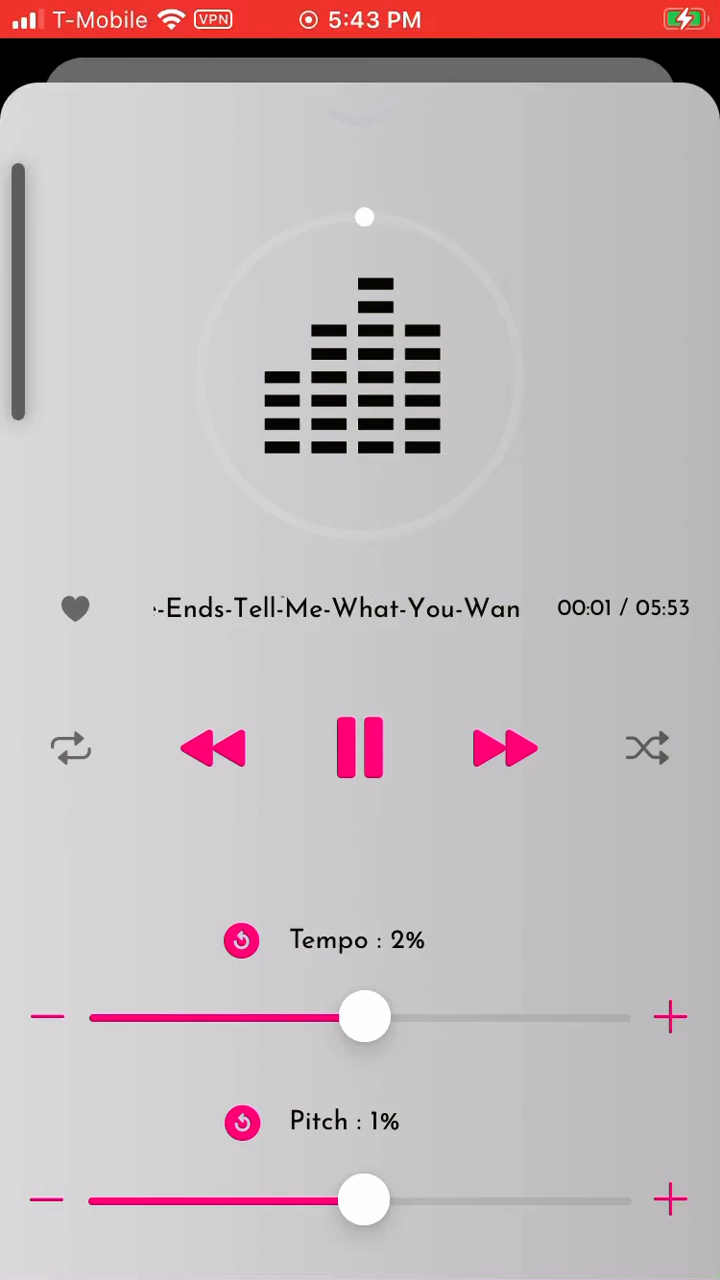 T-Mobile VPN 5:43 PM
-Ends-Tell-Me-What-You-Wan 00:01 / 05:53
Tempo : 2%
Pitch : 1%